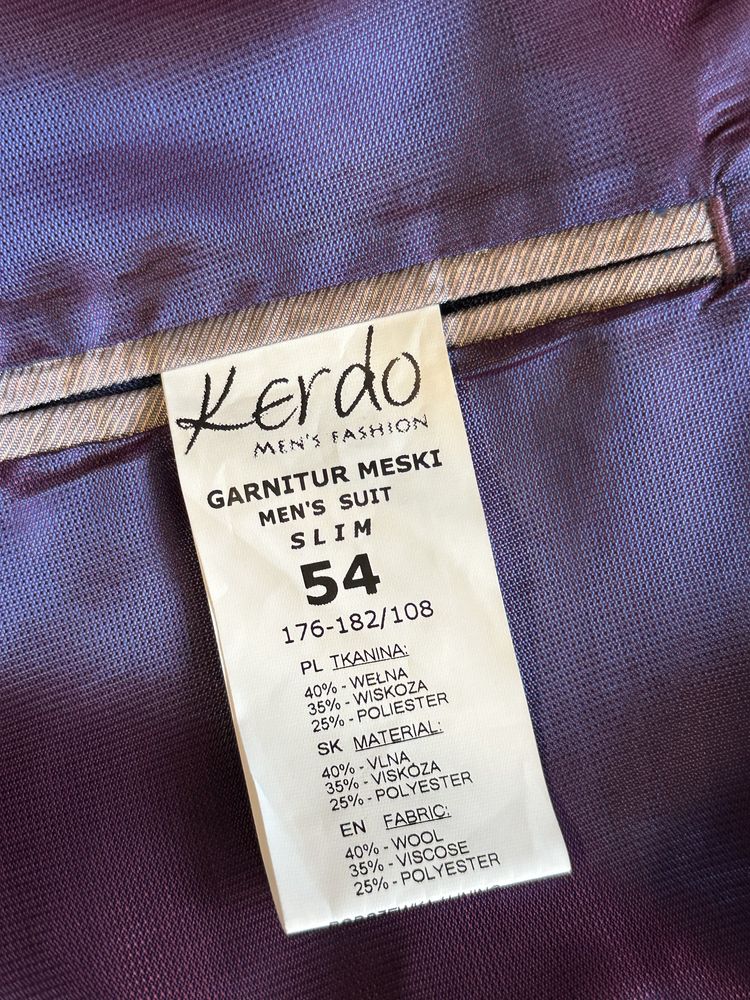 Kerdo
MEN'S FASHION
GARNITUR MESKI
MEN'S SUIT
SLIM
54
176-182/108
PL TKANINA:
40% - WEŁNA
35% - WISKOZA
25% - POLIESTER
SK MATERIAL:
40% - VLNA
35% - VISKÓZA
25% - POLYESTER
EN FABRIC:
40% - WOOL
35% - VISCOSE
25% - POLYESTER